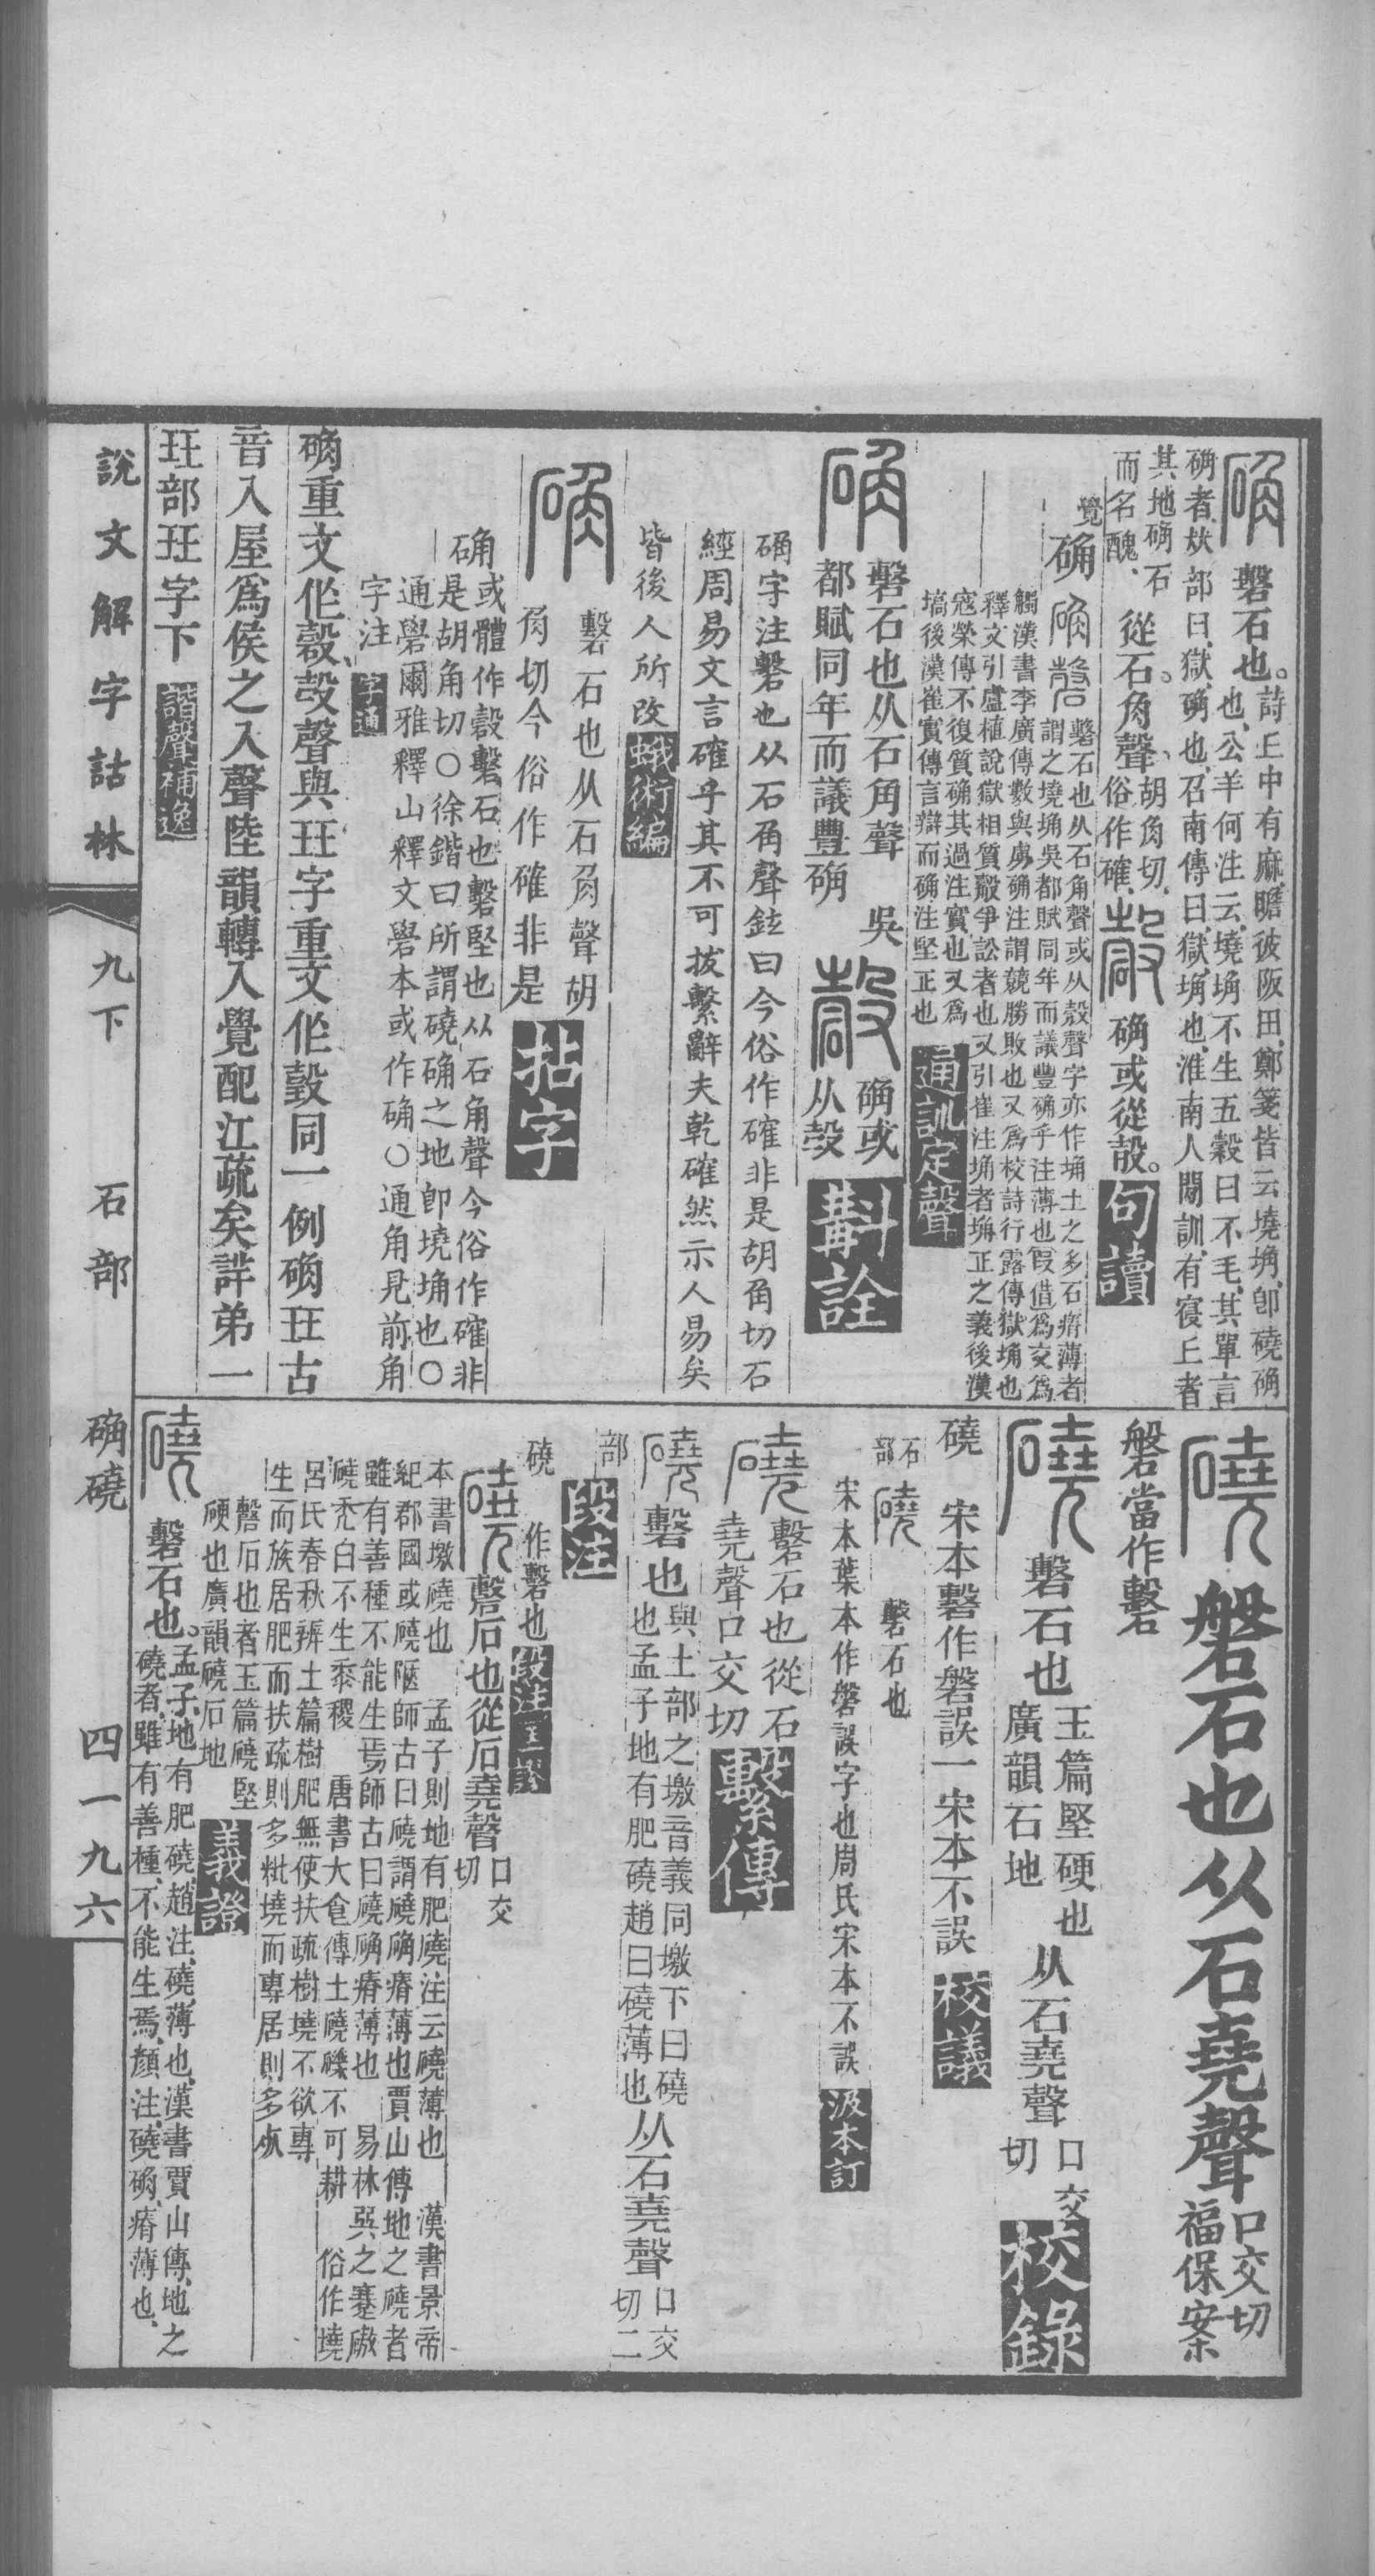 确 磬石也。詩丘中有麻。瞻彼阪田。鄭箋皆云。墝埆。卽磽确
也。公羊何注云。墝埆不生五穀曰不毛。其單言
确者。㹜部曰。獄。确也。召南傳曰。獄。埆也。淮南人閒訓。有寑丘者
其地确石
而名醜、
從石。角聲。胡角切、
俗作確、
㱿 确或從㱿。句讀
覺确
磬石也从石角聲或从㱿聲字亦作埆土之多石瘠薄者
謂之墝埆吳都賦同年而議豐确乎注薄也叚借爲交爲
觸漢書李廣傳數與虜确注謂競勝敗也又爲校詩行露傳獄埆也
釋文引盧植說獄相質觳爭訟者也又引崔注埆者埆正之義後漢
寇榮傳不復質确其過注實也又爲
塙後漢崔寔傳言辯而确注堅正也
通訓定聲
确 磬石也从石角聲 吳
都賦同年而議豐确
确或
从㱿
斠詮
确字注磬也从石角聲鉉曰今俗作確非是胡角切石
經周易文言確乎其不可拔繫辭夫乾確然示人易矣
皆後人所改 蛾術編
确 磬石也从石角聲胡
角切今俗作確非是 拈字
确或體作㱿磬石也磬堅也从石角聲今俗作確非
是胡角切○徐鍇曰所謂磽确之地卽墝埆也○
通礐爾雅釋山釋文礐本或作确○通角見前角
字注 字通
确重文作㱿㱿聲與玨字重文作瑴同一例确玨古
音入屋爲侯之入聲陸韻轉入覺配江疏矣詳弟一
玨部玨字下 諧聲補逸
說文解字詁林 九下 石部 确磽 四一九六
磽 磐石也从石堯聲 口交切 福保案
磐當作磬
磽 磬石也 玉篇堅硬也
廣韻石地
从石堯聲 口交
切
校錄
磽 宋本磬作磐誤一宋本不誤 校議
石
部
磽 磬石也
宋本葉本作磐誤字也周氏宋本不誤 汲本訂
磽 磬石也從石
堯聲口交切 繫傳
磽 磬也 與土部之墽音義同墽下曰磽
也孟子地有肥磽趙曰磽薄也
从石堯聲 口交
切二
部 段注
磽 作磬也 段注匡謬
磽 磬石也從石堯聲 口交
切
本書墽磽也 孟子則地有肥磽注云磽薄也 漢書景帝
紀郡國或磽陿師古曰磽謂磽确瘠薄也賈山傳地之磽者
雖有善種不能生焉師古曰磽确瘠薄也 易林巽之蹇磝
磽禿白不生黍稷 唐書大食傳土磽礫不可耕 俗作墝
呂氏春秋辨土篇樹肥無使扶疏樹墝不欲專
生而族居肥而扶疏則多粃墝而專居則多死
磬石也者玉篇磽堅
硬也廣韻磽石地 義證
磽 磬石也。孟子。地有肥磽。趙注。磽。薄也。漢書賈山傳。地之
磽者。雖有善種。不能生焉。顏注。磽确。瘠薄也。